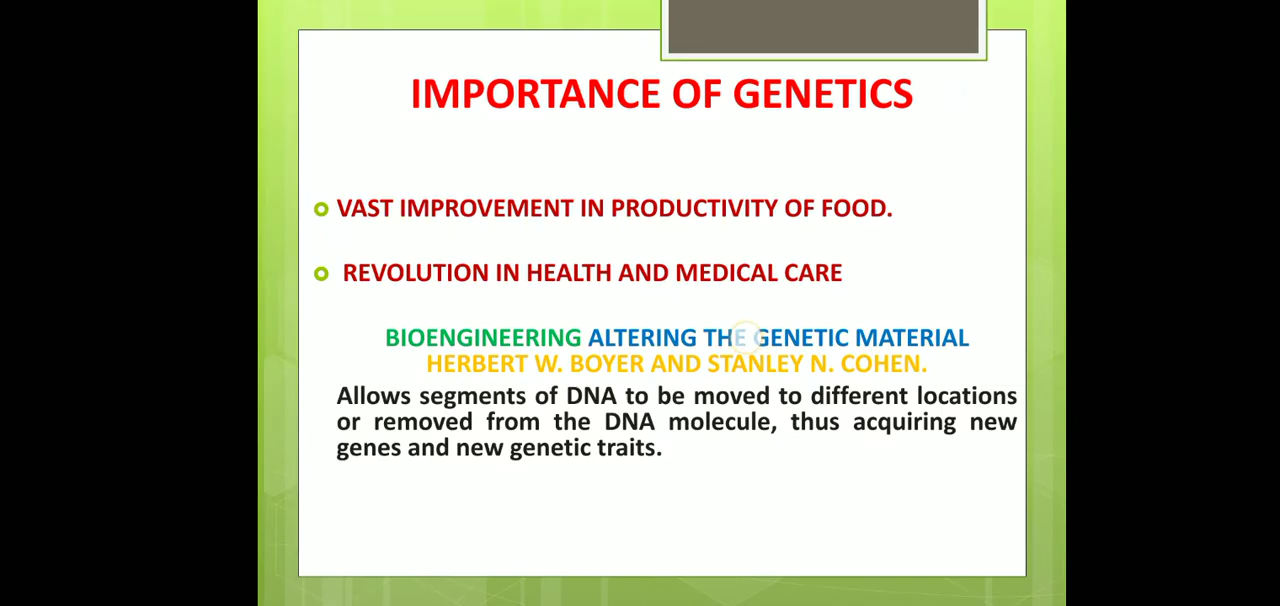 IMPORTANCE OF GENETICS
VAST IMPROVEMENT IN PRODUCTIVITY OF FOOD.
REVOLUTION IN HEALTH AND MEDICAL CARE
BIOENGINEERING ALTERING THE GENETIC MATERIAL
HERBERT W. BOYER AND STANLEY N. COHEN.
Allows segments of DNA to be moved to different locations
or removed from the DNA molecule, thus acquiring new
genes and new genetic traits.